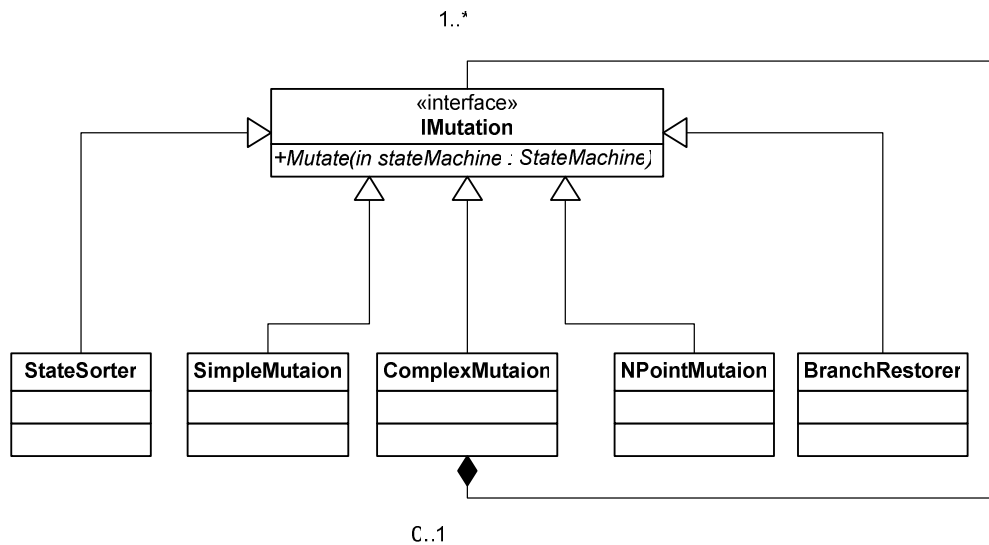 1..*
«interface»
IMutation
+Mutate(in stateMachine : StateMachine)
StateSorter
SimpleMutaion
ComplexMutaion
NPointMutaion
BranchRestorer
0..1